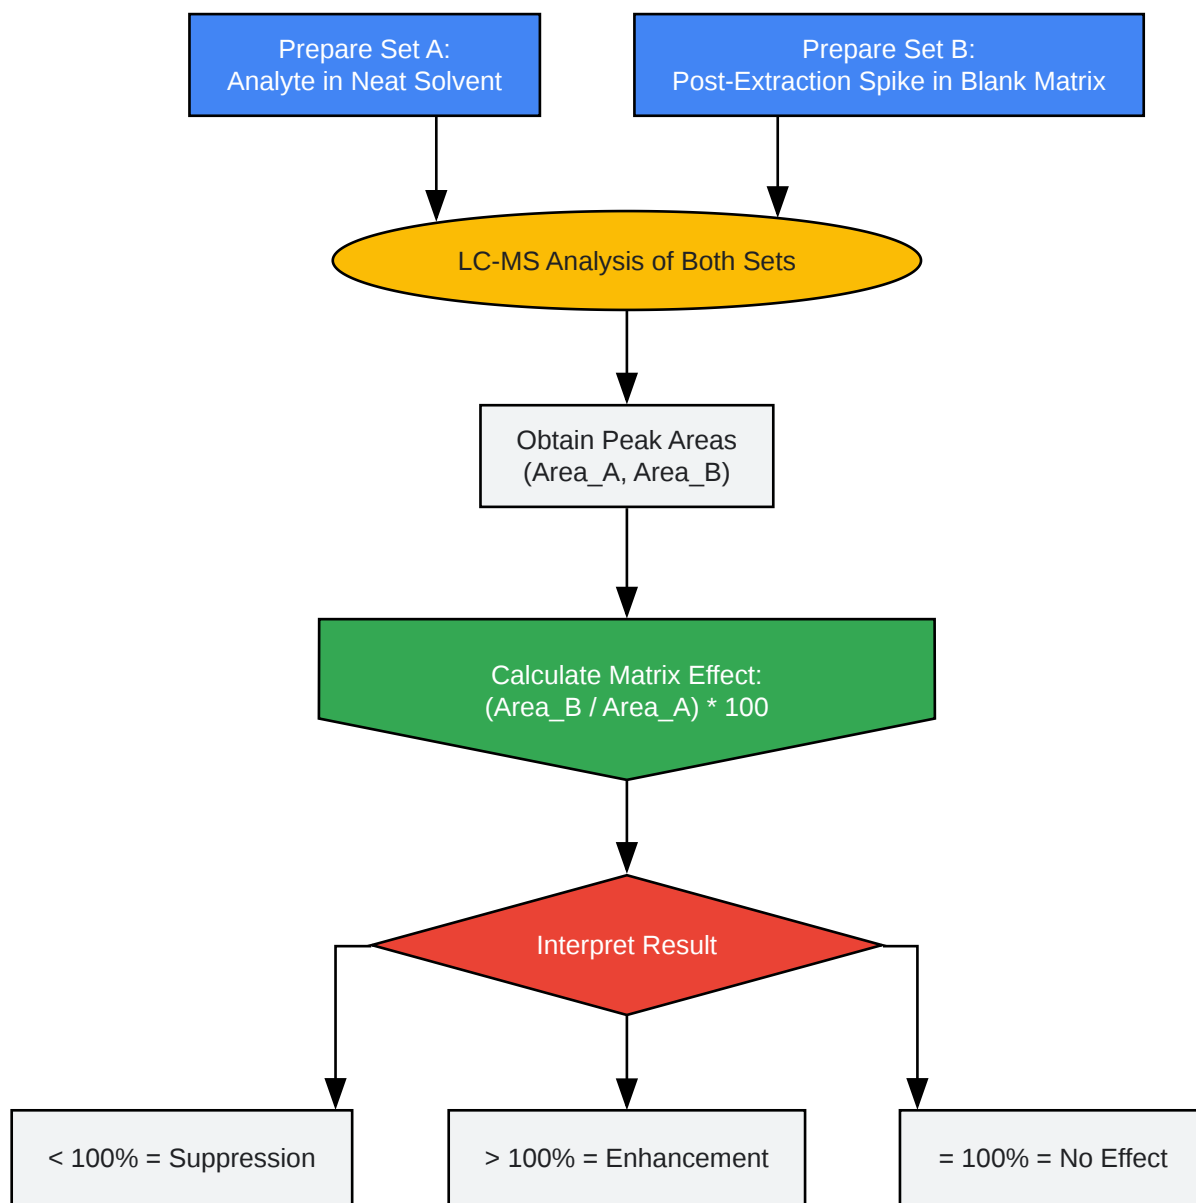 Prepare Set A:
Analyte in Neat Solvent
Prepare Set B:
Post-Extraction Spike in Blank Matrix
LC-MS Analysis of Both Sets
Obtain Peak Areas
(Area_A, Area_B)
Calculate Matrix Effect:
(Area_B / Area_A) * 100
Interpret Result
< 100% = Suppression
> 100% = Enhancement
= 100% = No Effect